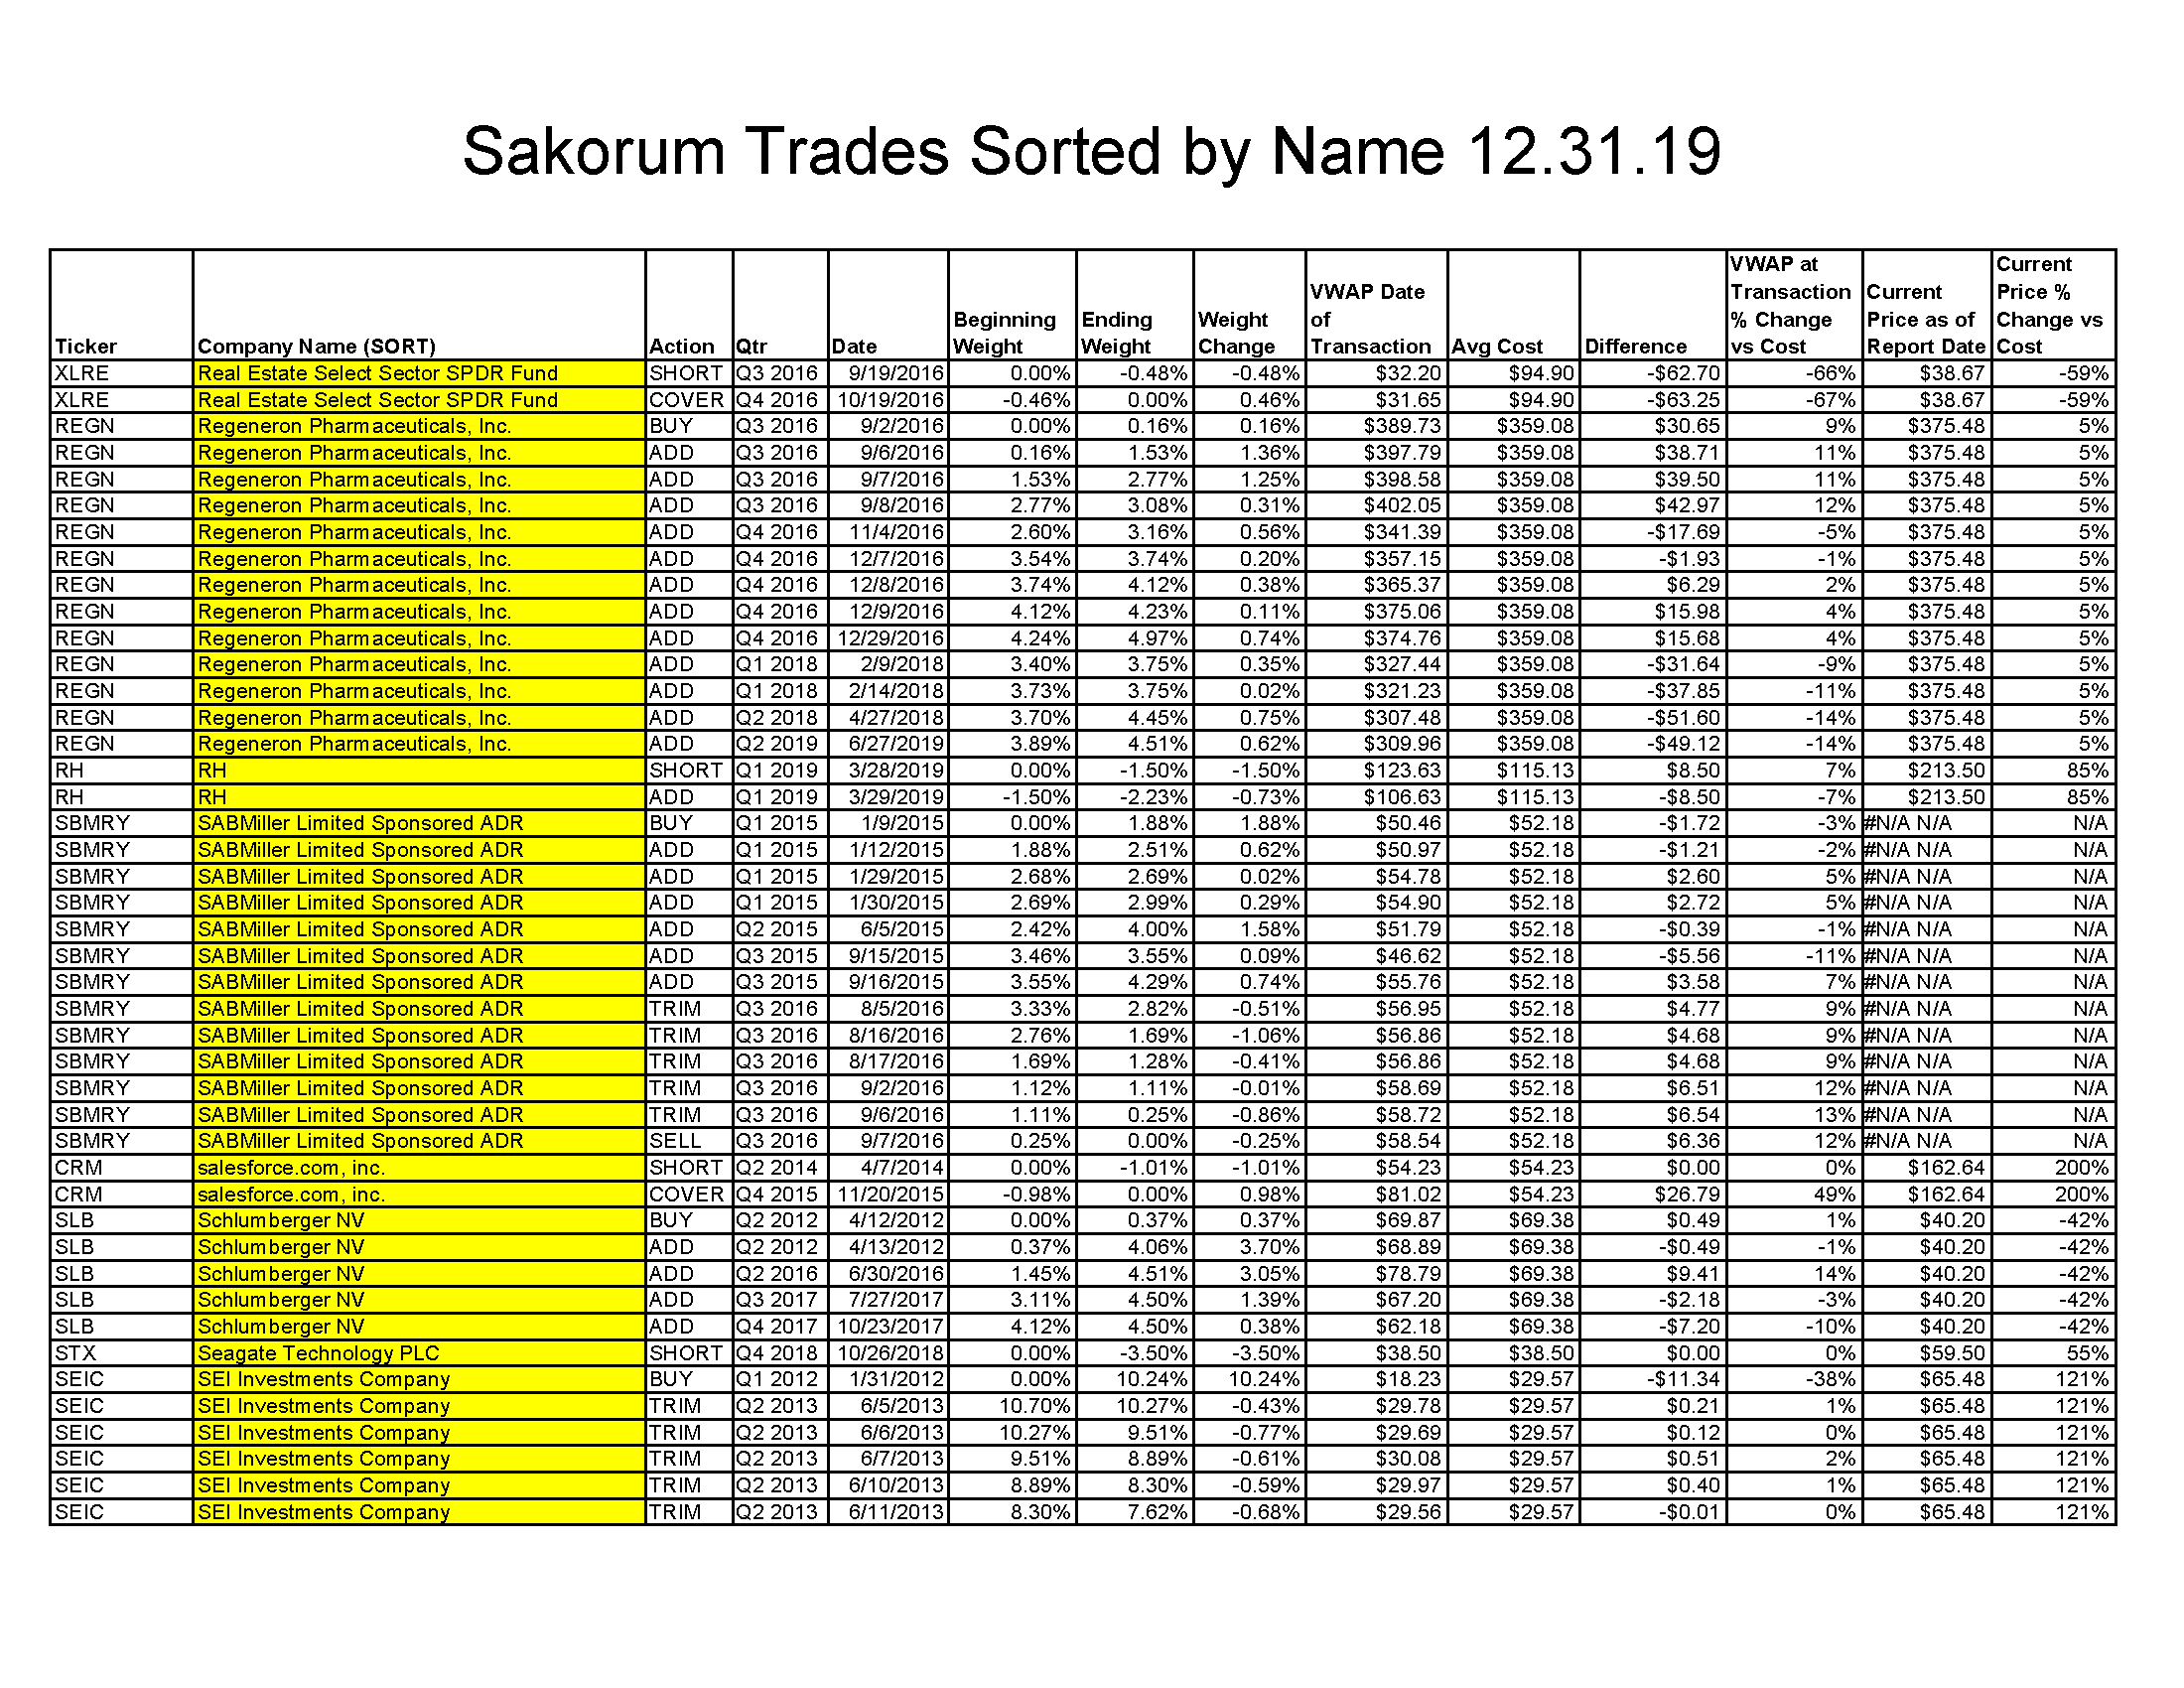 Sakorum Trades Sorted by Name 12.31.19
Ticker Company Name (SORT) Action Qtr Date Beginning Weight Ending Weight Weight Change VWAP Date of Transaction Avg Cost Difference VWAP at Transaction % Change vs Cost Current Price as of Report Date Current Price % Change vs Cost
XLRE Real Estate Select Sector SPDR Fund SHORT Q3 2016 9/19/2016 0.00% -0.48% -0.48% $32.20 $94.90 -$62.70 -66% $38.67 -59%
XLRE Real Estate Select Sector SPDR Fund COVER Q4 2016 10/19/2016 -0.46% 0.00% 0.46% $31.65 $94.90 -$63.25 -67% $38.67 -59%
REGN Regeneron Pharmaceuticals, Inc. BUY Q3 2016 9/2/2016 0.00% 0.16% 0.16% $389.73 $359.08 $30.65 9% $375.48 5%
REGN Regeneron Pharmaceuticals, Inc. ADD Q3 2016 9/6/2016 0.16% 1.53% 1.36% $397.79 $359.08 $38.71 11% $375.48 5%
REGN Regeneron Pharmaceuticals, Inc. ADD Q3 2016 9/7/2016 1.53% 2.77% 1.25% $398.58 $359.08 $39.50 11% $375.48 5%
REGN Regeneron Pharmaceuticals, Inc. ADD Q3 2016 9/8/2016 2.77% 3.08% 0.31% $402.05 $359.08 $42.97 12% $375.48 5%
REGN Regeneron Pharmaceuticals, Inc. ADD Q4 2016 11/4/2016 2.60% 3.16% 0.56% $341.39 $359.08 -$17.69 -5% $375.48 5%
REGN Regeneron Pharmaceuticals, Inc. ADD Q4 2016 12/7/2016 3.54% 3.74% 0.20% $357.15 $359.08 -$1.93 -1% $375.48 5%
REGN Regeneron Pharmaceuticals, Inc. ADD Q4 2016 12/8/2016 3.74% 4.12% 0.38% $365.37 $359.08 $6.29 2% $375.48 5%
REGN Regeneron Pharmaceuticals, Inc. ADD Q4 2016 12/9/2016 4.12% 4.23% 0.11% $375.06 $359.08 $15.98 4% $375.48 5%
REGN Regeneron Pharmaceuticals, Inc. ADD Q4 2016 12/29/2016 4.24% 4.97% 0.74% $374.76 $359.08 $15.68 4% $375.48 5%
REGN Regeneron Pharmaceuticals, Inc. ADD Q1 2018 2/9/2018 3.40% 3.75% 0.35% $327.44 $359.08 -$31.64 -9% $375.48 5%
REGN Regeneron Pharmaceuticals, Inc. ADD Q1 2018 2/14/2018 3.73% 3.75% 0.02% $321.23 $359.08 -$37.85 -11% $375.48 5%
REGN Regeneron Pharmaceuticals, Inc. ADD Q2 2018 4/27/2018 3.70% 4.45% 0.75% $307.48 $359.08 -$51.60 -14% $375.48 5%
REGN Regeneron Pharmaceuticals, Inc. ADD Q2 2019 6/27/2019 3.89% 4.51% 0.62% $309.96 $359.08 -$49.12 -14% $375.48 5%
RH RH SHORT Q1 2019 3/28/2019 0.00% -1.50% -1.50% $123.63 $115.13 $8.50 7% $213.50 85%
RH RH ADD Q1 2019 3/29/2019 -1.50% -2.23% -0.73% $106.63 $115.13 -$8.50 -7% $213.50 85%
SBMRY SABMiller Limited Sponsored ADR BUY Q1 2015 1/9/2015 0.00% 1.88% 1.88% $50.46 $52.18 -$1.72 -3% #N/A N/A N/A
SBMRY SABMiller Limited Sponsored ADR ADD Q1 2015 1/12/2015 1.88% 2.51% 0.62% $50.97 $52.18 -$1.21 -2% #N/A N/A N/A
SBMRY SABMiller Limited Sponsored ADR ADD Q1 2015 1/29/2015 2.68% 2.69% 0.02% $54.78 $52.18 $2.60 5% #N/A N/A N/A
SBMRY SABMiller Limited Sponsored ADR ADD Q1 2015 1/30/2015 2.69% 2.99% 0.29% $54.90 $52.18 $2.72 5% #N/A N/A N/A
SBMRY SABMiller Limited Sponsored ADR ADD Q2 2015 6/5/2015 2.42% 4.00% 1.58% $51.79 $52.18 -$0.39 -1% #N/A N/A N/A
SBMRY SABMiller Limited Sponsored ADR ADD Q3 2015 9/15/2015 3.46% 3.55% 0.09% $46.62 $52.18 -$5.56 -11% #N/A N/A N/A
SBMRY SABMiller Limited Sponsored ADR ADD Q3 2015 9/16/2015 3.55% 4.29% 0.74% $55.76 $52.18 $3.58 7% #N/A N/A N/A
SBMRY SABMiller Limited Sponsored ADR TRIM Q3 2016 8/5/2016 3.33% 2.82% -0.51% $56.95 $52.18 $4.77 9% #N/A N/A N/A
SBMRY SABMiller Limited Sponsored ADR TRIM Q3 2016 8/16/2016 2.76% 1.69% -1.06% $56.86 $52.18 $4.68 9% #N/A N/A N/A
SBMRY SABMiller Limited Sponsored ADR TRIM Q3 2016 8/17/2016 1.69% 1.28% -0.41% $56.86 $52.18 $4.68 9% #N/A N/A N/A
SBMRY SABMiller Limited Sponsored ADR TRIM Q3 2016 9/2/2016 1.12% 1.11% -0.01% $58.69 $52.18 $6.51 12% #N/A N/A N/A
SBMRY SABMiller Limited Sponsored ADR TRIM Q3 2016 9/6/2016 1.11% 0.25% -0.86% $58.72 $52.18 $6.54 13% #N/A N/A N/A
SBMRY SABMiller Limited Sponsored ADR SELL Q3 2016 9/7/2016 0.25% 0.00% -0.25% $58.54 $52.18 $6.36 12% #N/A N/A N/A
CRM salesforce.com, inc. SHORT Q2 2014 4/7/2014 0.00% -1.01% -1.01% $54.23 $54.23 $0.00 0% $162.64 200%
CRM salesforce.com, inc. COVER Q4 2015 11/20/2015 -0.98% 0.00% 0.98% $81.02 $54.23 $26.79 49% $162.64 200%
SLB Schlumberger NV BUY Q2 2012 4/12/2012 0.00% 0.37% 0.37% $69.87 $69.38 $0.49 1% $40.20 -42%
SLB Schlumberger NV ADD Q2 2012 4/13/2012 0.37% 4.06% 3.70% $68.89 $69.38 -$0.49 -1% $40.20 -42%
SLB Schlumberger NV ADD Q2 2016 6/30/2016 1.45% 4.51% 3.05% $78.79 $69.38 $9.41 14% $40.20 -42%
SLB Schlumberger NV ADD Q3 2017 7/27/2017 3.11% 4.50% 1.39% $67.20 $69.38 -$2.18 -3% $40.20 -42%
SLB Schlumberger NV ADD Q4 2017 10/23/2017 4.12% 4.50% 0.38% $62.18 $69.38 -$7.20 -10% $40.20 -42%
STX Seagate Technology PLC SHORT Q4 2018 10/26/2018 0.00% -3.50% -3.50% $38.50 $38.50 $0.00 0% $59.50 55%
SEIC SEI Investments Company BUY Q1 2012 1/31/2012 0.00% 10.24% 10.24% $18.23 $29.57 -$11.34 -38% $65.48 121%
SEIC SEI Investments Company TRIM Q2 2013 6/5/2013 10.70% 10.27% -0.43% $29.78 $29.57 $0.21 1% $65.48 121%
SEIC SEI Investments Company TRIM Q2 2013 6/6/2013 10.27% 9.51% -0.77% $29.69 $29.57 $0.12 0% $65.48 121%
SEIC SEI Investments Company TRIM Q2 2013 6/7/2013 9.51% 8.89% -0.61% $30.08 $29.57 $0.51 2% $65.48 121%
SEIC SEI Investments Company TRIM Q2 2013 6/10/2013 8.89% 8.30% -0.59% $29.97 $29.57 $0.40 1% $65.48 121%
SEIC SEI Investments Company TRIM Q2 2013 6/11/2013 8.30% 7.62% -0.68% $29.56 $29.57 -$0.01 0% $65.48 121%